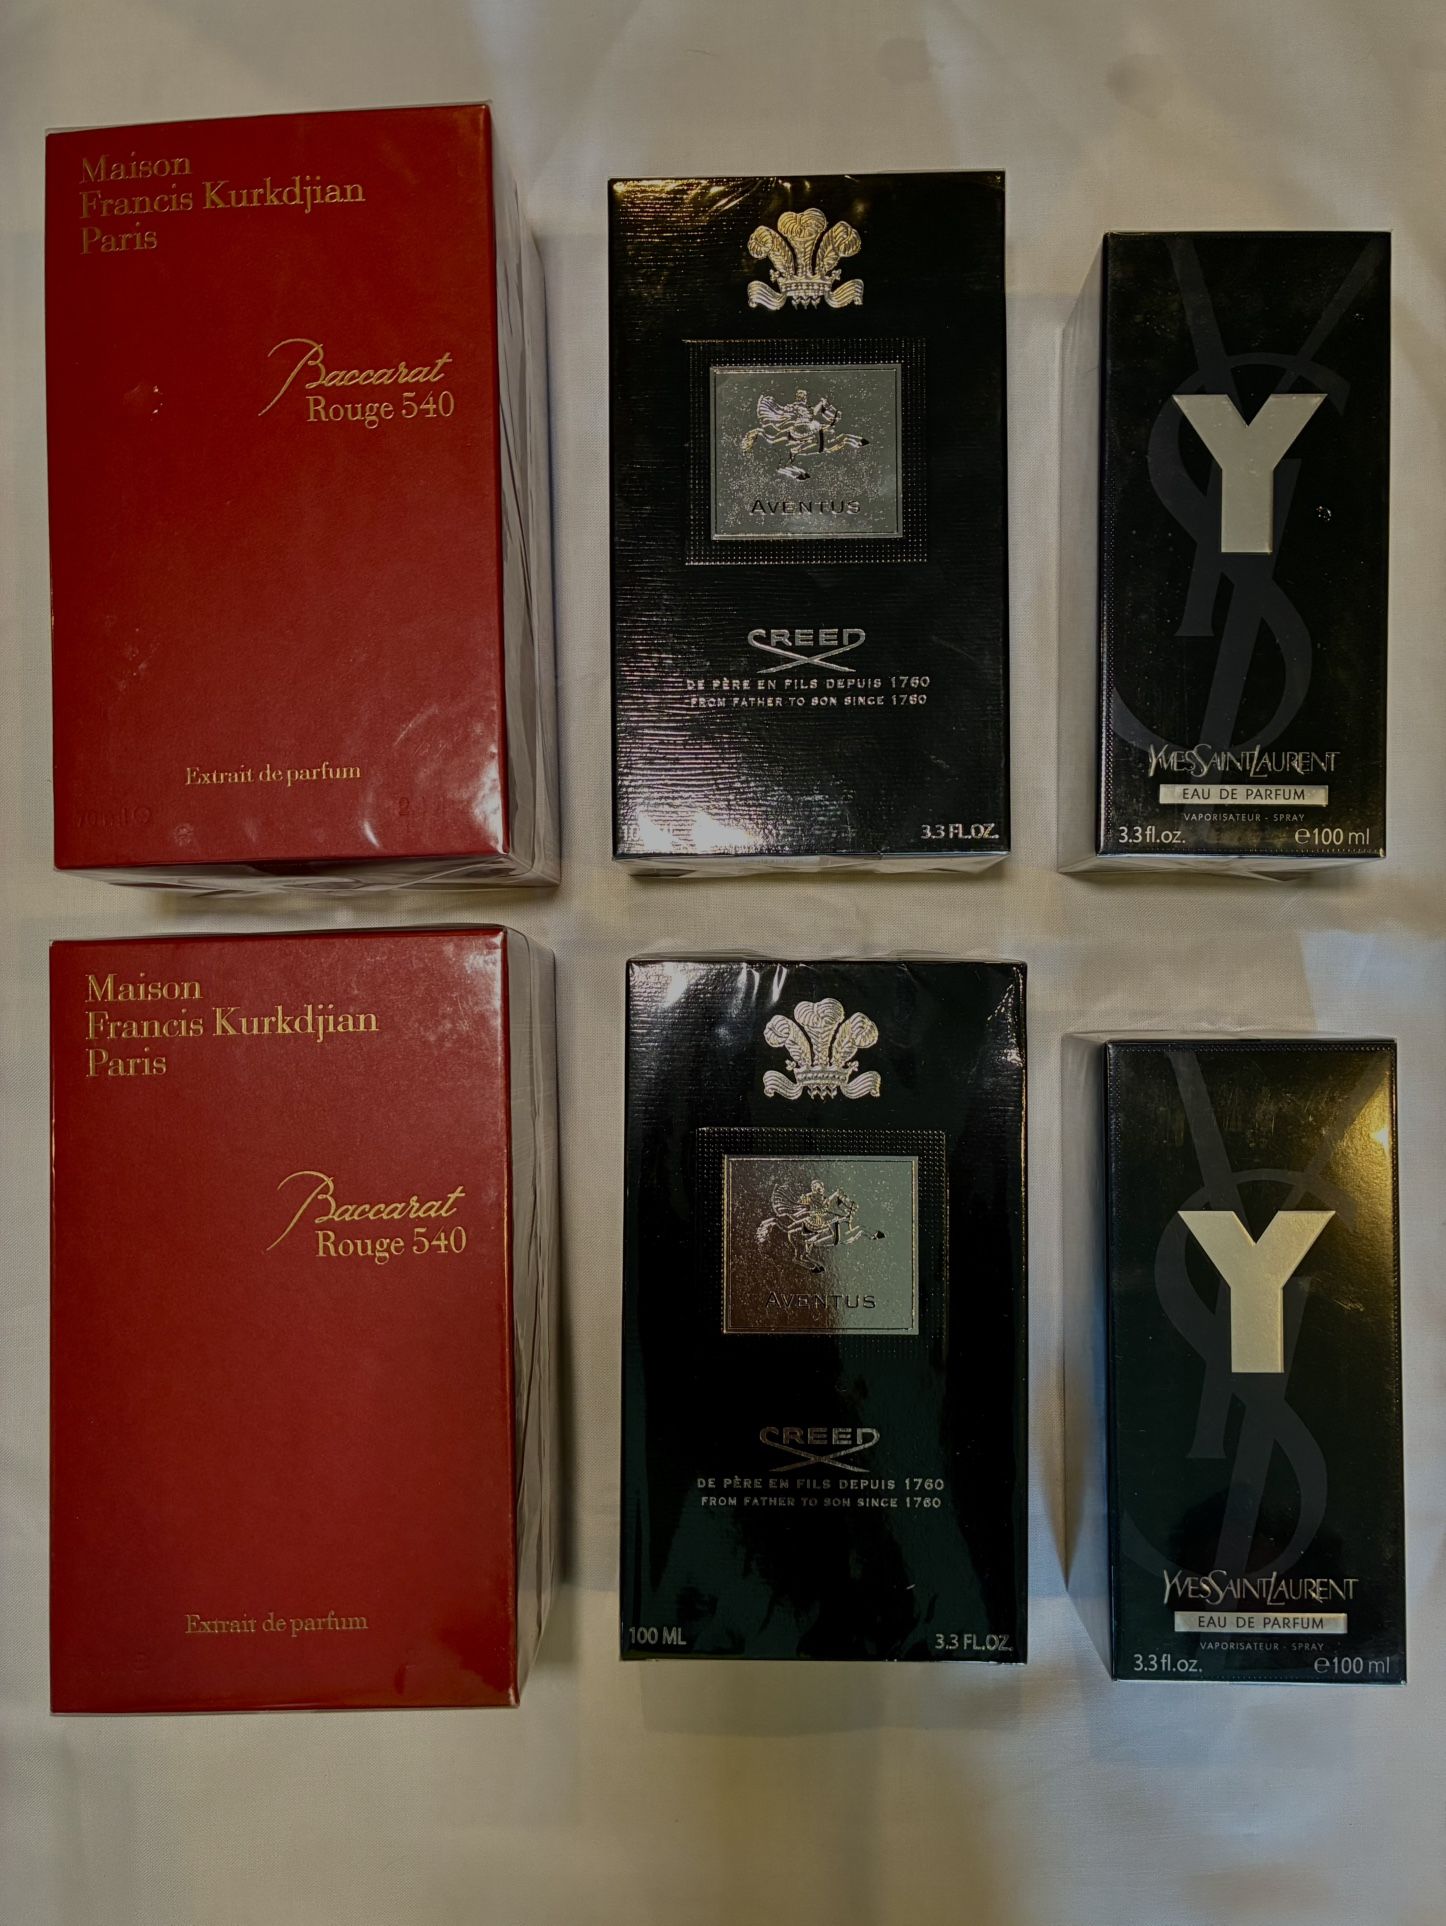 Maison
Francis Kurkdjian
Paris
Baccarat
Rouge 540
Extrait de parfum
AVENTUS
CREED
DE PÈRE EN FILS DEPUIS 1760
FROM FATHER TO SON SINCE 1760
3.3 FL.OZ.
YSL
Y
YVESSAINTLAURENT
EAU DE PARFUM
VAPORISATEUR - SPRAY
3.3 fl.oz. ℮100 ml
Maison
Francis Kurkdjian
Paris
Baccarat
Rouge 540
Extrait de parfum
AVENTUS
CREED
DE PÈRE EN FILS DEPUIS 1760
FROM FATHER TO SON SINCE 1760
100 ML 3.3 FL.OZ.
YSL
Y
YVESSAINTLAURENT
EAU DE PARFUM
VAPORISATEUR - SPRAY
3.3 fl.oz. ℮100 ml